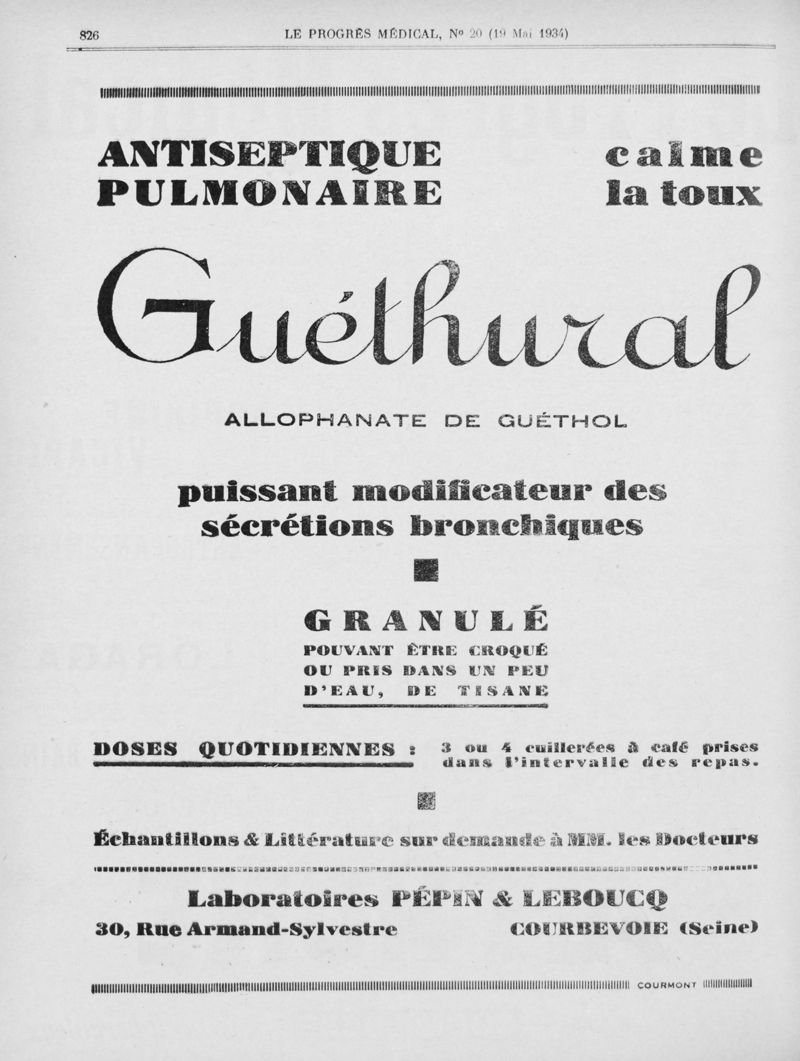 826
LE PROGRÈS MÉDICAL, Nº 20 (19 Mai 1934)
ANTISEPTIQUE
PULMONAIRE
calme
la toux
Guéthural
ALLOPHANATE DE GUÉTHOL
puissant modificateur des
sécrétions bronchiques
GRANULÉ
POUVANT ÊTRE CROQUÉ
OU PRIS DANS UN PEU
D'EAU, DE TISANE
DOSES QUOTIDIENNES :
3 ou 4 cuillerées à café prises
dans l'intervalle des repas.
Échantillons & Littérature sur demande à MM. les Docteurs
Laboratoires PÉPIN & LEBOUCQ
30, Rue Armand-Sylvestre
COURBEVOIE (Seine)
COURMONT